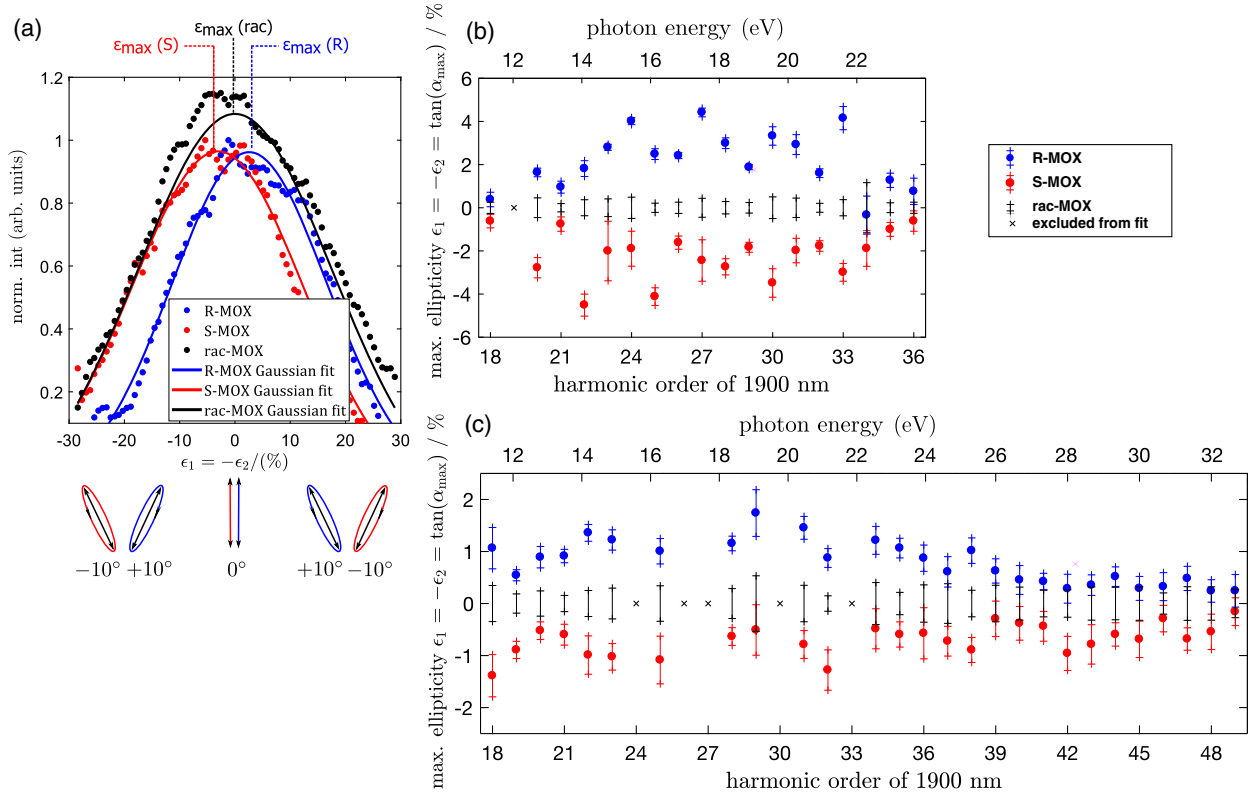 (a)
εmax (rac)
εmax (S)
εmax (R)
norm. int (arb. units)
1.2
1
0.8
0.6
0.4
0.2
R-MOX
S-MOX
rac-MOX
R-MOX Gaussian fit
S-MOX Gaussian fit
rac-MOX Gaussian fit
-30 -20 -10 0 10 20 30
ϵ₁ = −ϵ₂/(%)
−10° +10° 0° +10° −10°
(b)
photon energy (eV)
12 14 16 18 20 22
max. ellipticity ϵ₁ = −ϵ₂ = tan(α_max) / %
6
4
2
0
-2
-4
-6
18 21 24 27 30 33 36
harmonic order of 1900 nm
R-MOX
S-MOX
rac-MOX
excluded from fit
(c)
photon energy (eV)
12 14 16 18 20 22 24 26 28 30 32
max. ellipticity ϵ₁ = −ϵ₂ = tan(α_max) / %
2
1
0
-1
-2
18 21 24 27 30 33 36 39 42 45 48
harmonic order of 1900 nm